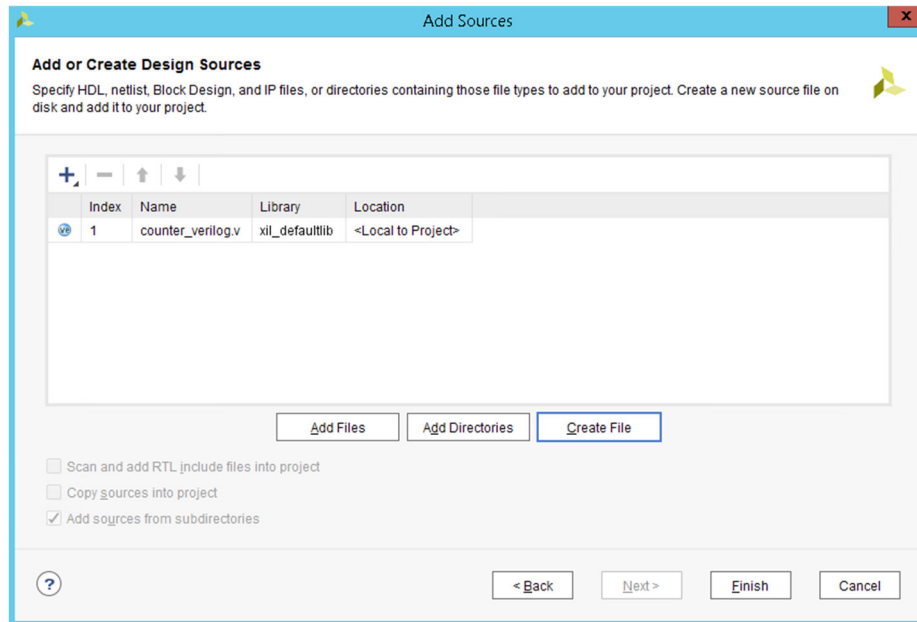 Add Sources
x
Add or Create Design Sources
Specify HDL, netlist, Block Design, and IP files, or directories containing those file types to add to your project. Create a new source file on
disk and add it to your project.
Index Name Library Location
1 counter_verilog.v xil_defaultlib <Local to Project>
Add Files Add Directories Create File
Scan and add RTL include files into project
Copy sources into project
Add sources from subdirectories
? < Back Next > Finish Cancel